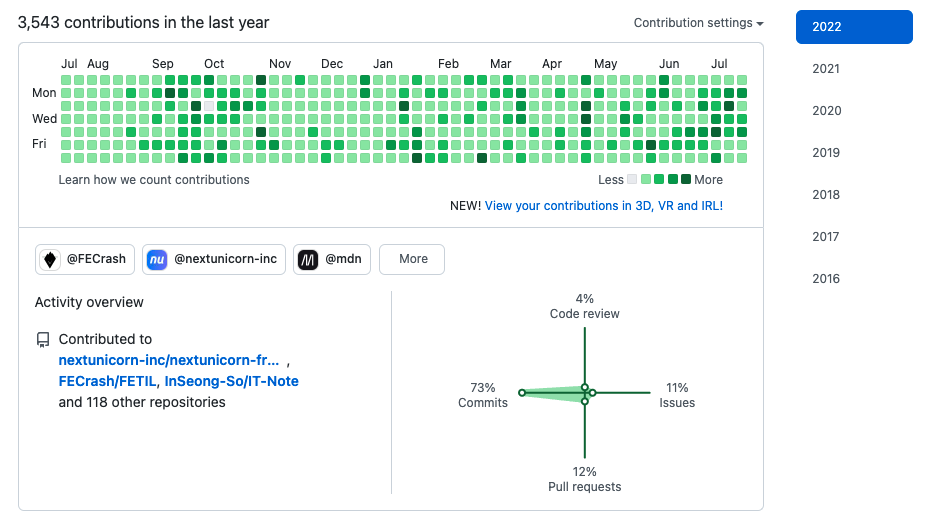 3,543 contributions in the last year
Contribution settings
2022
2021
2020
2019
2018
2017
2016
Jul Aug Sep Oct Nov Dec Jan Feb Mar Apr May Jun Jul
Mon
Wed
Fri
Learn how we count contributions
Less More
NEW! View your contributions in 3D, VR and IRL!
@FECrash
nu @nextunicorn-inc
M @mdn
More
Activity overview
Contributed to
nextunicorn-inc/nextunicorn-fr... ,
FECrash/FETIL, InSeong-So/IT-Note
and 118 other repositories
4%
Code review
73%
Commits
11%
Issues
12%
Pull requests